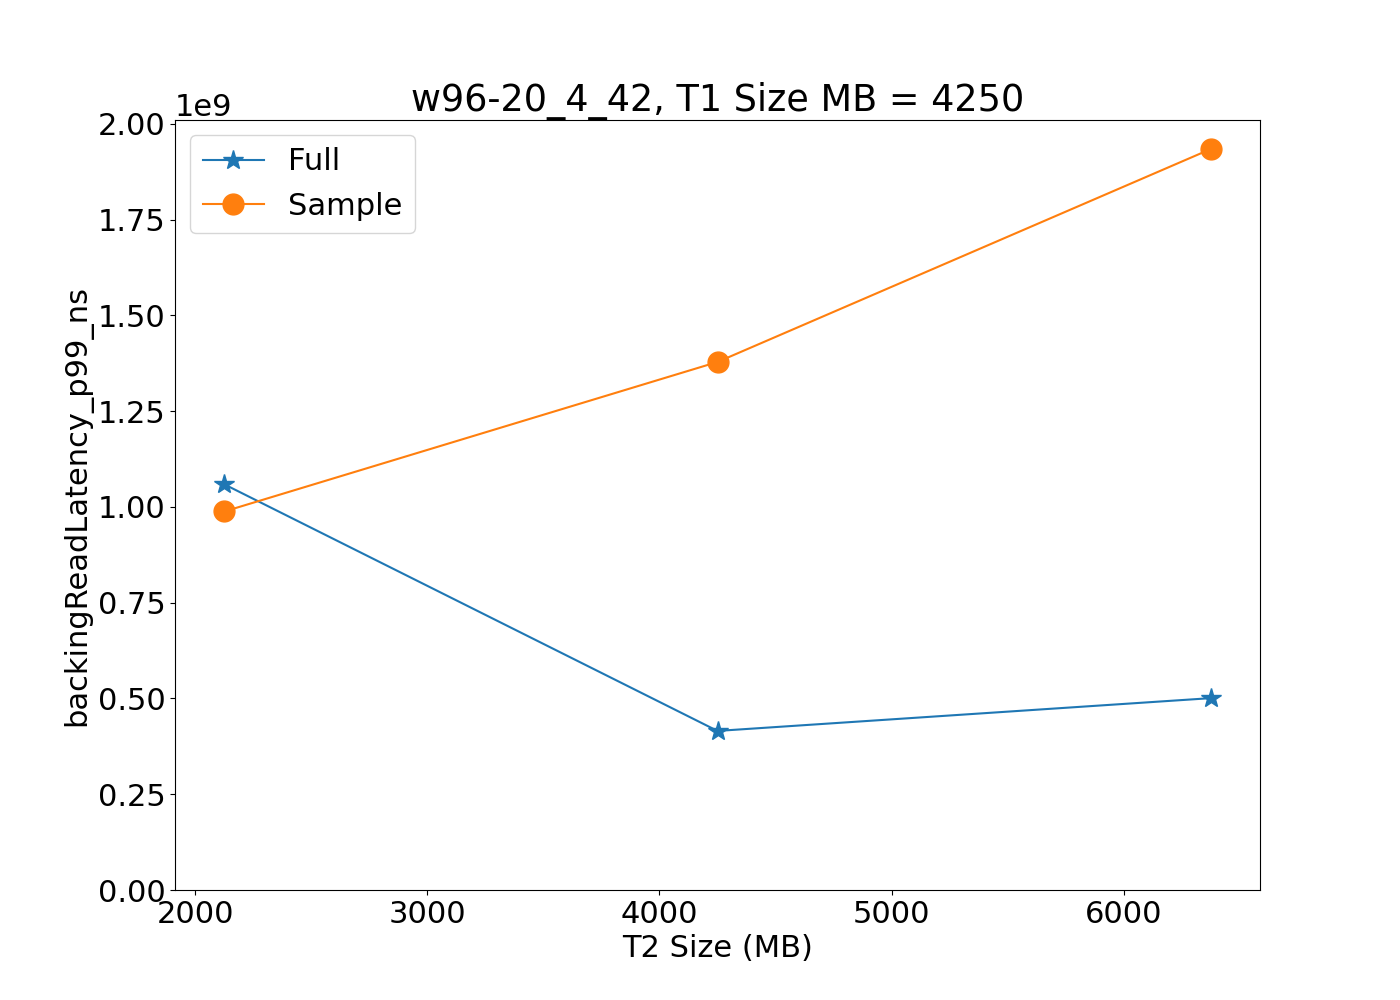 w96-20_4_42, T1 Size MB = 4250
1e9
Full
Sample
2.00
1.75
1.50
1.25
1.00
0.75
0.50
0.25
0.00
backingReadLatency_p99_ns
2000 3000 4000 5000 6000
T2 Size (MB)